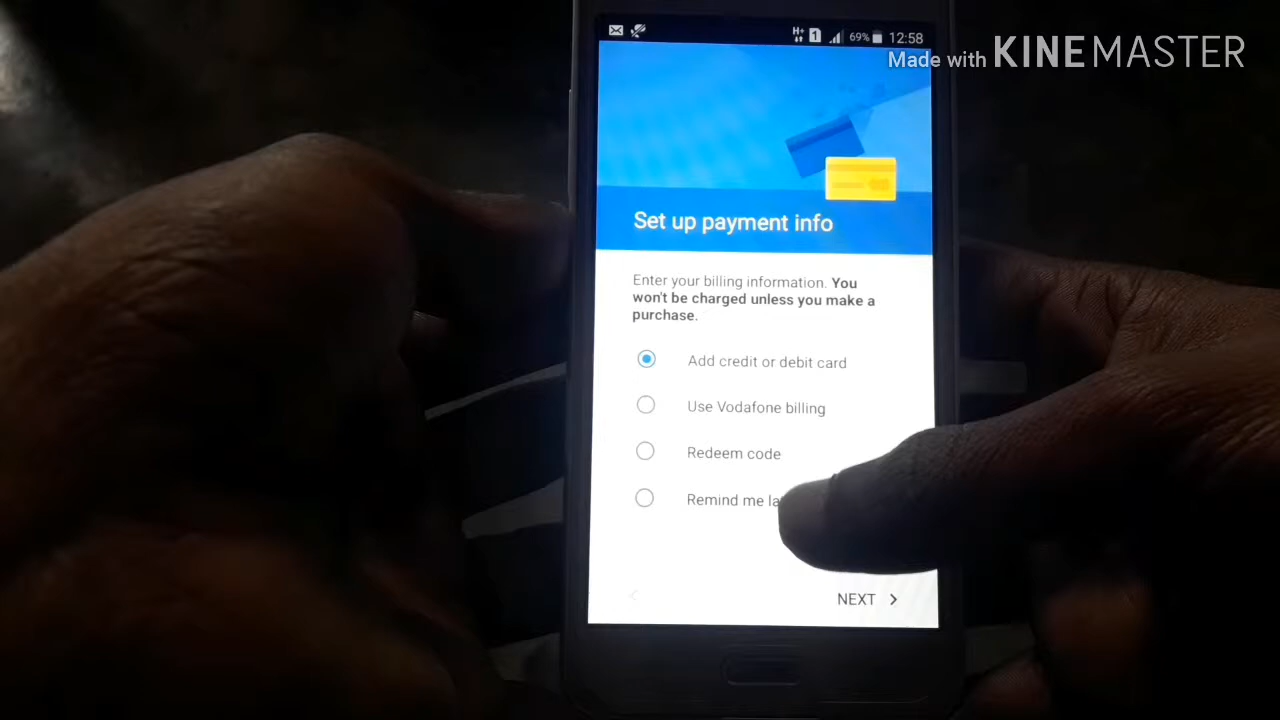 H+ 1 69% 12:58
Made with KINEMASTER
Set up payment info
Enter your billing information. You
won't be charged unless you make a
purchase.
Add credit or debit card
Use Vodafone billing
Redeem code
Remind me
NEXT